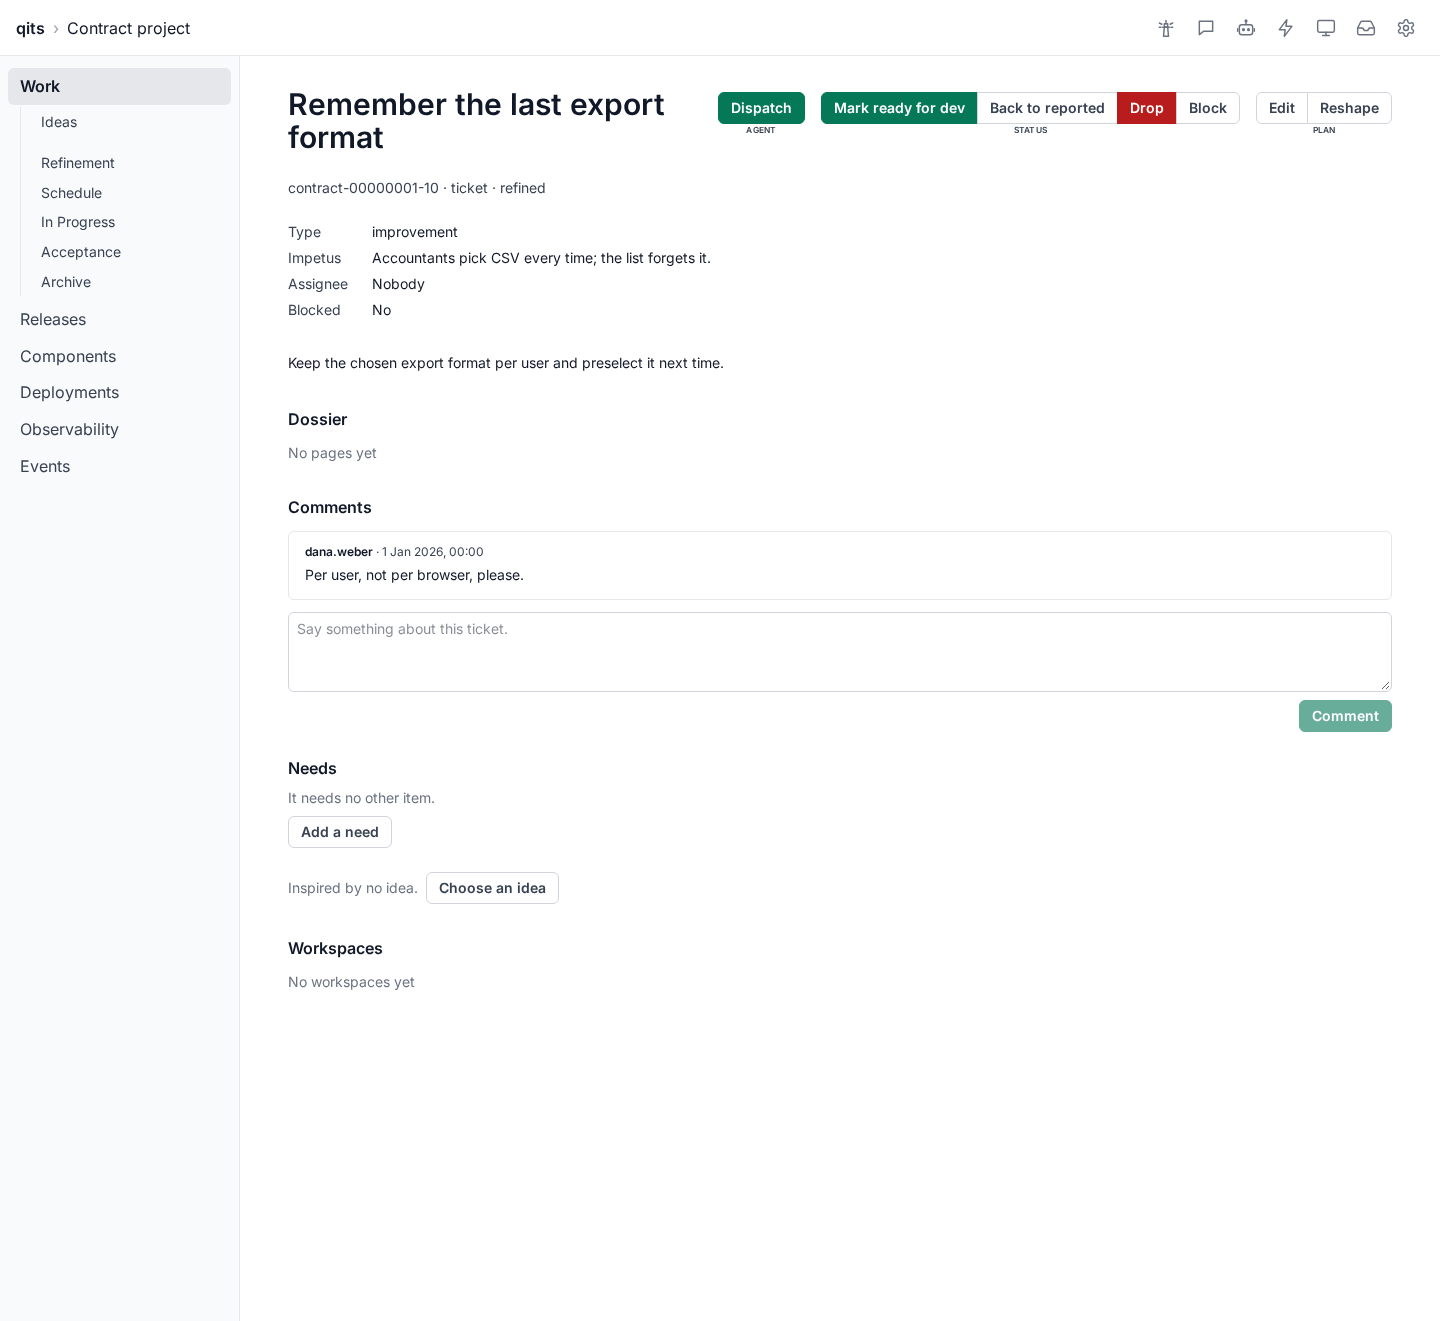 qits › Contract project
Work
Ideas
Refinement
Schedule
In Progress
Acceptance
Archive
Releases
Components
Deployments
Observability
Events
Remember the last export
format
Dispatch
AGENT
Mark ready for dev Back to reported Drop Block
STATUS
Edit Reshape
PLAN
contract-00000001-10 · ticket · refined
Type improvement
Impetus Accountants pick CSV every time; the list forgets it.
Assignee Nobody
Blocked No
Keep the chosen export format per user and preselect it next time.
Dossier
No pages yet
Comments
dana.weber · 1 Jan 2026, 00:00
Per user, not per browser, please.
Say something about this ticket.
Comment
Needs
It needs no other item.
Add a need
Inspired by no idea. Choose an idea
Workspaces
No workspaces yet